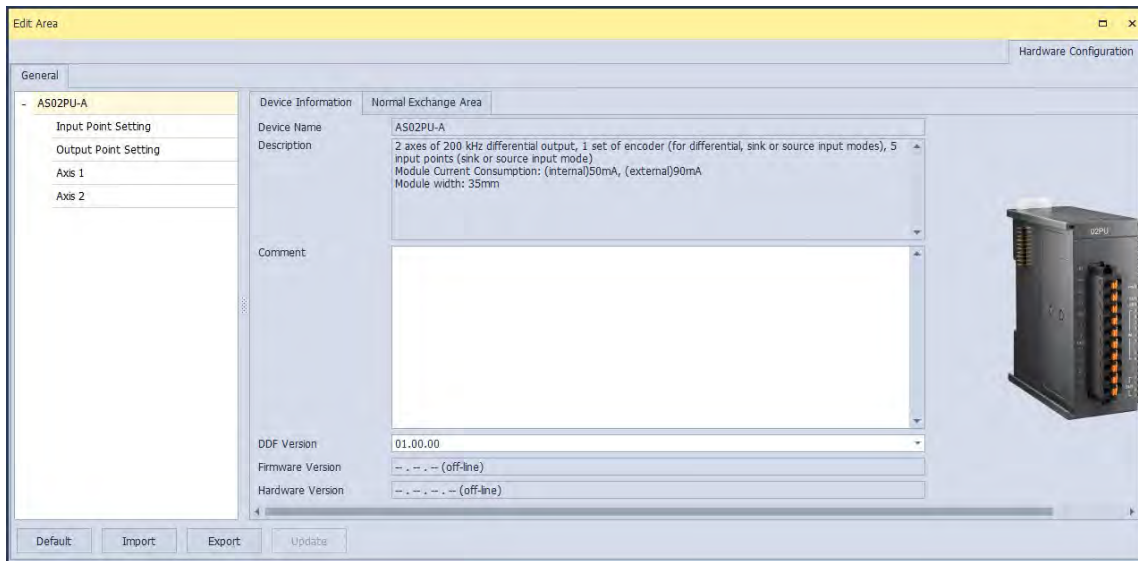 Edit Area
Hardware Configuration
General
- AS02PU-A
Input Point Setting
Output Point Setting
Axis 1
Axis 2
Device Information
Normal Exchange Area
Device Name
AS02PU-A
Description
2 axes of 200 kHz differential output, 1 set of encoder (for differential, sink or source input modes), 5
input points (sink or source input mode)
Module Current Consumption: (internal)50mA, (external)90mA
Module width: 35mm
02PU
Comment
DDF Version
01.00.00
Firmware Version
-- . -- . -- (off-line)
Hardware Version
-- . -- . -- . -- (off-line)
Default
Import
Export
Update